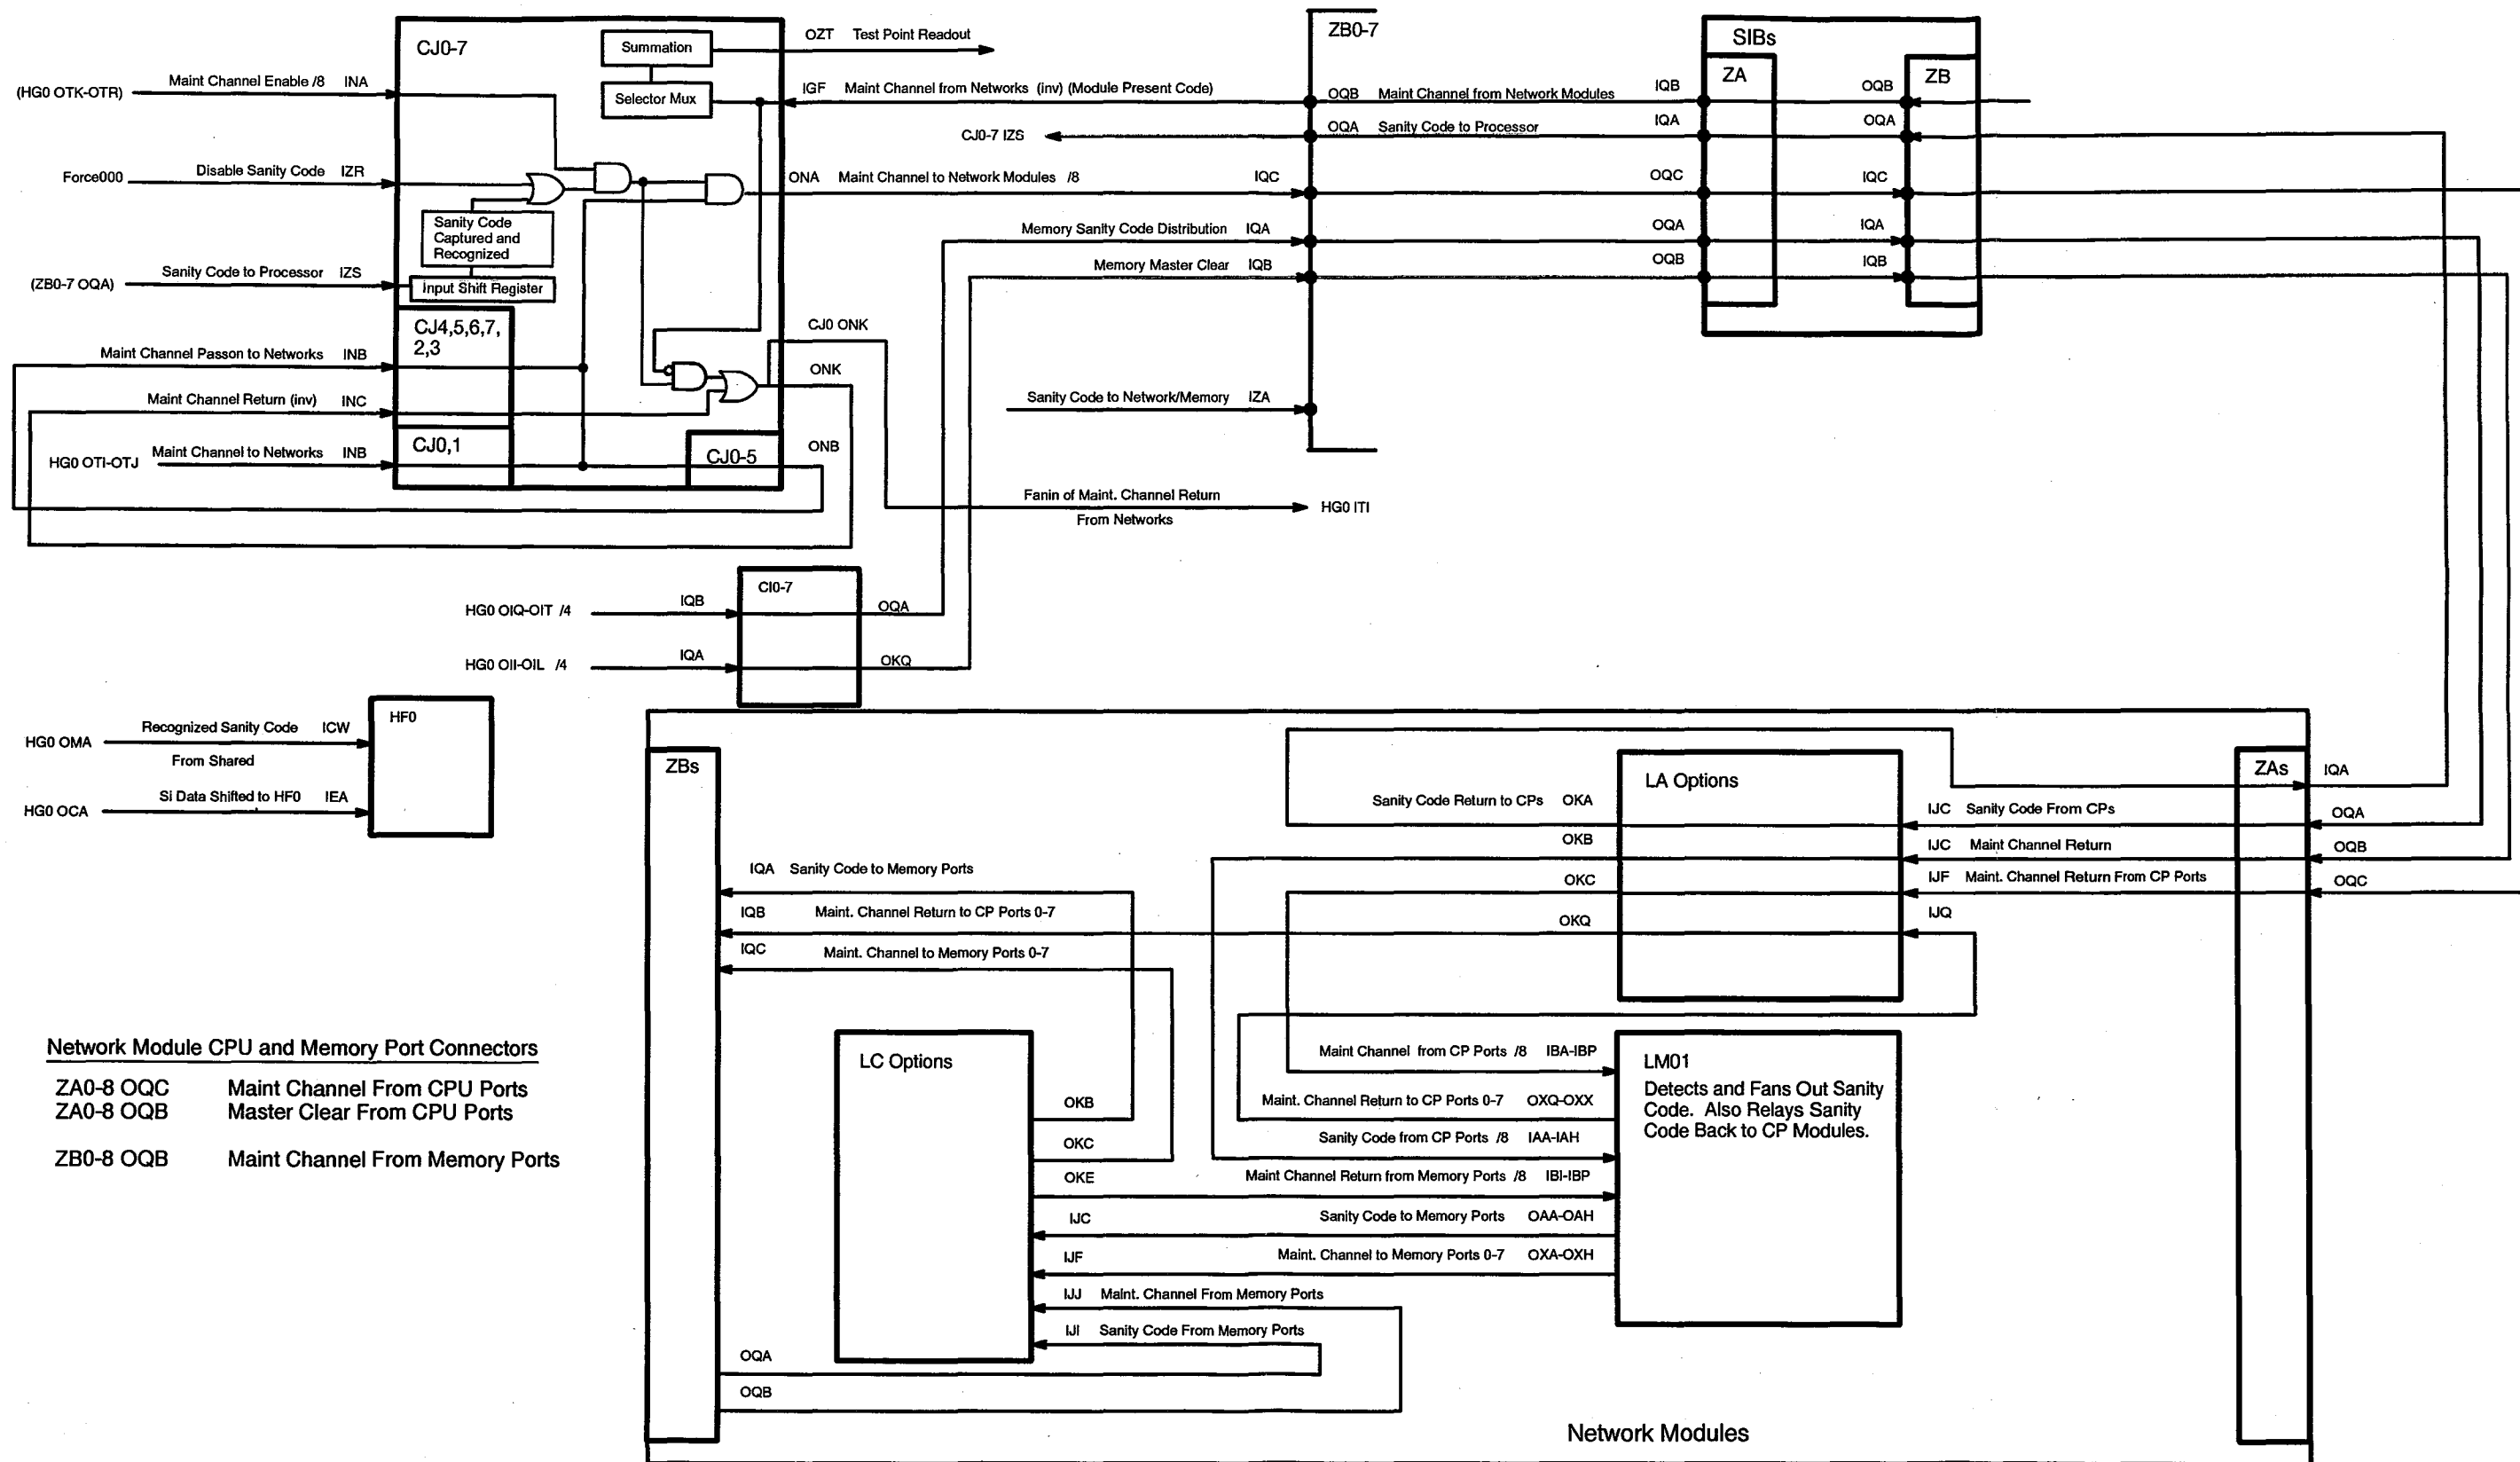 CJ0-7
Summation
Selector Mux
OZT Test Point Readout
(HG0 OTK-OTR) Maint Channel Enable /8 INA
IGF Maint Channel from Networks (inv) (Module Present Code)
CJ0-7 IZS
Force000 Disable Sanity Code IZR
ONA Maint Channel to Network Modules /8 IQC
Sanity Code
Captured and
Recognized
Input Shift Register
(ZB0-7 OQA) Sanity Code to Processor IZS
Memory Sanity Code Distribution IQA
Memory Master Clear IQB
CJ4,5,6,7,
2,3
CJ0 ONK
Maint Channel Passon to Networks INB
ONK
Maint Channel Return (inv) INC
Sanity Code to Network/Memory IZA
CJ0,1
HG0 OTI-OTJ Maint Channel to Networks INB
CJ0-5
ONB
Fanin of Maint. Channel Return
From Networks
HG0 ITI
ZB0-7
OQB Maint Channel from Network Modules IQB
OQA Sanity Code to Processor IQA
OQC
OQA
OQB
SIBs
ZA
ZB
OQB
OQA
IQC
IQA
IQB
CI0-7
HG0 OIQ-OIT /4 IQB
OQA
HG0 OII-OIL /4 IQA
OKQ
HF0
HG0 OMA Recognized Sanity Code ICW
From Shared
HG0 OCA Si Data Shifted to HF0 IEA
ZBs
LA Options
ZAs
IQA
Sanity Code Return to CPs OKA
IJC Sanity Code From CPs
OQA
OKB
IJC Maint Channel Return
OQB
OKC
IJF Maint. Channel Return From CP Ports
OQC
OKQ
IJQ
IQA Sanity Code to Memory Ports
IQB Maint. Channel Return to CP Ports 0-7
IQC Maint. Channel to Memory Ports 0-7
LC Options
OKB
OKC
OKE
IJC
IJF
IJJ Maint. Channel From Memory Ports
IJI Sanity Code From Memory Ports
OQA
OQB
Maint Channel from CP Ports /8 IBA-IBP
Maint. Channel Return to CP Ports 0-7 OXQ-OXX
Sanity Code from CP Ports /8 IAA-IAH
Maint Channel Return from Memory Ports /8 IBI-IBP
Sanity Code to Memory Ports OAA-OAH
Maint. Channel to Memory Ports 0-7 OXA-OXH
LM01
Detects and Fans Out Sanity
Code. Also Relays Sanity
Code Back to CP Modules.
Network Modules
Network Module CPU and Memory Port Connectors
ZA0-8 OQC Maint Channel From CPU Ports
ZA0-8 OQB Master Clear From CPU Ports
ZB0-8 OQB Maint Channel From Memory Ports